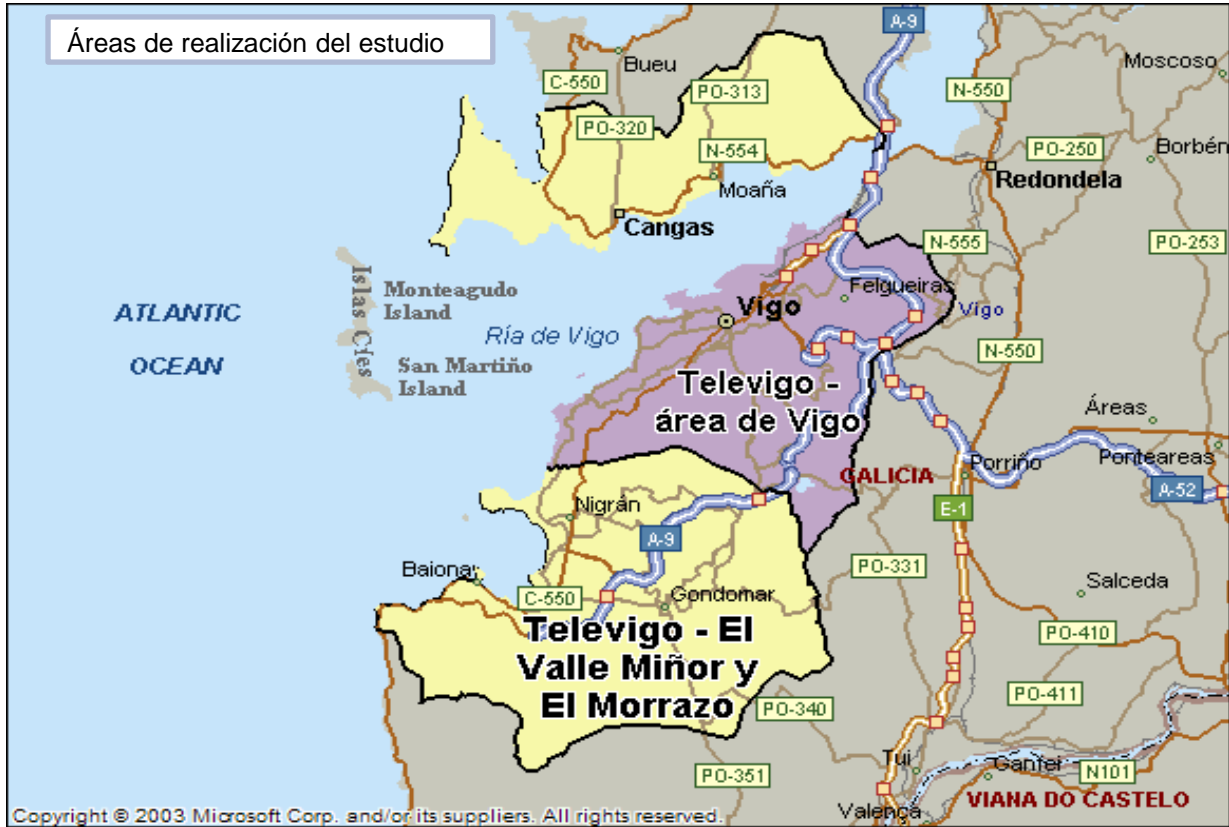 Áreas de realización del estudio
A-9
Bueu
Moscoso
C-550
PO-313
N-550
PO-320
PO-250
Borbén
N-554
Moaña
Redondela
Cangas
N-555
PO-253
Islas Cíes
Monteagudo
Island
Felgueiras
ATLANTIC
OCEAN
Ría de Vigo
Vigo
Vigo
San Martiño
Island
N-550
Televigo -
área de Vigo
Áreas
GALICIA
Porriño
Ponteareas
A-52
E-1
Nigrán
A-9
PO-331
Baiona
C-550
Gondomar
Salceda
Televigo - El
Valle Miñor y
El Morrazo
PO-410
PO-411
PO-340
Tui
Ganfei
N101
PO-351
VIANA DO CASTELO
Valença
Copyright © 2003 Microsoft Corp. and/or its suppliers. All rights reserved.